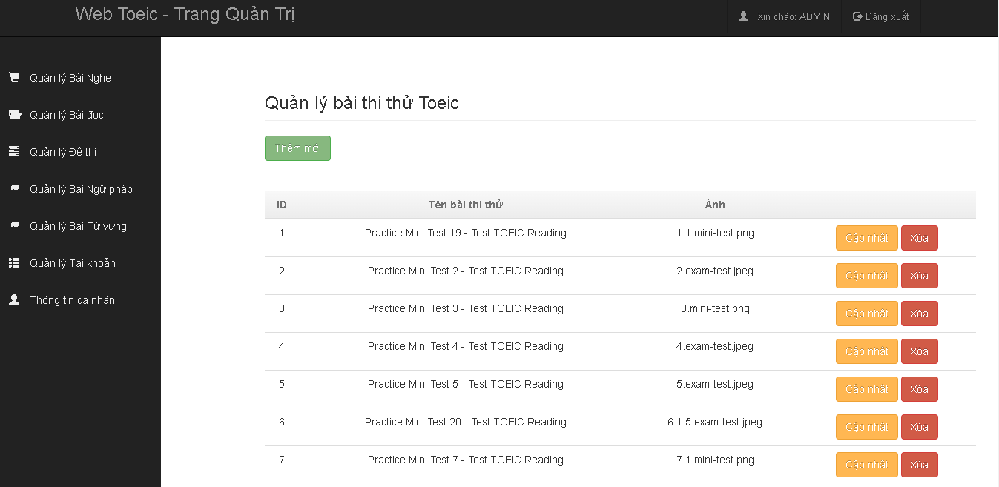 Web Toeic - Trang Quản Trị
Xin chào: ADMIN
Đăng xuất
Quản lý Bài Nghe
Quản lý Bài đọc
Quản lý Đề thi
Quản lý Bài Ngữ pháp
Quản lý Bài Từ vựng
Quản lý Tài khoản
Thông tin cá nhân
Quản lý bài thi thử Toeic
Thêm mới
ID Tên bài thi thử Ảnh
1 Practice Mini Test 19 - Test TOEIC Reading 1.1.mini-test.png Cập nhật Xóa
2 Practice Mini Test 2 - Test TOEIC Reading 2.exam-test.jpeg Cập nhật Xóa
3 Practice Mini Test 3 - Test TOEIC Reading 3.mini-test.png Cập nhật Xóa
4 Practice Mini Test 4 - Test TOEIC Reading 4.exam-test.jpeg Cập nhật Xóa
5 Practice Mini Test 5 - Test TOEIC Reading 5.exam-test.jpeg Cập nhật Xóa
6 Practice Mini Test 20 - Test TOEIC Reading 6.1.5.exam-test.jpeg Cập nhật Xóa
7 Practice Mini Test 7 - Test TOEIC Reading 7.1.mini-test.png Cập nhật Xóa